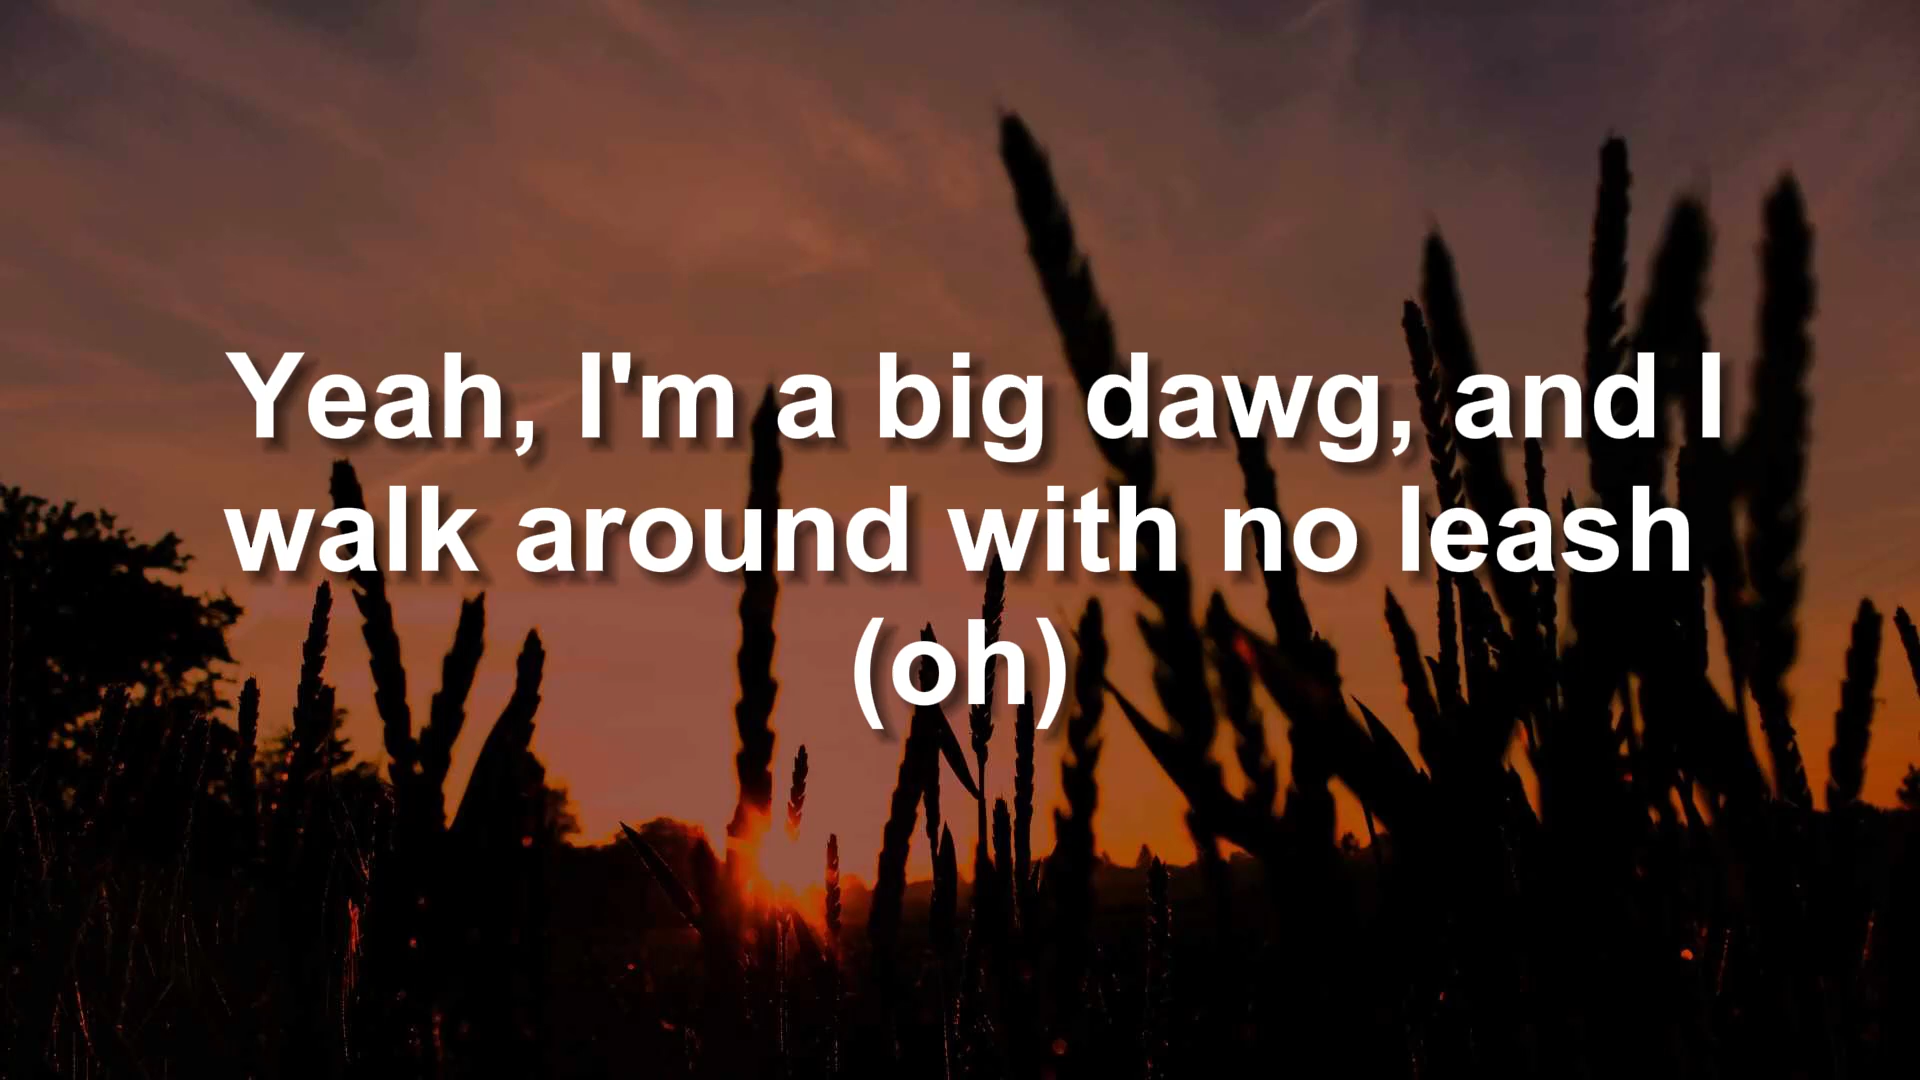 Yeah, I'm a big dawg, and I
walk around with no leash
(oh)